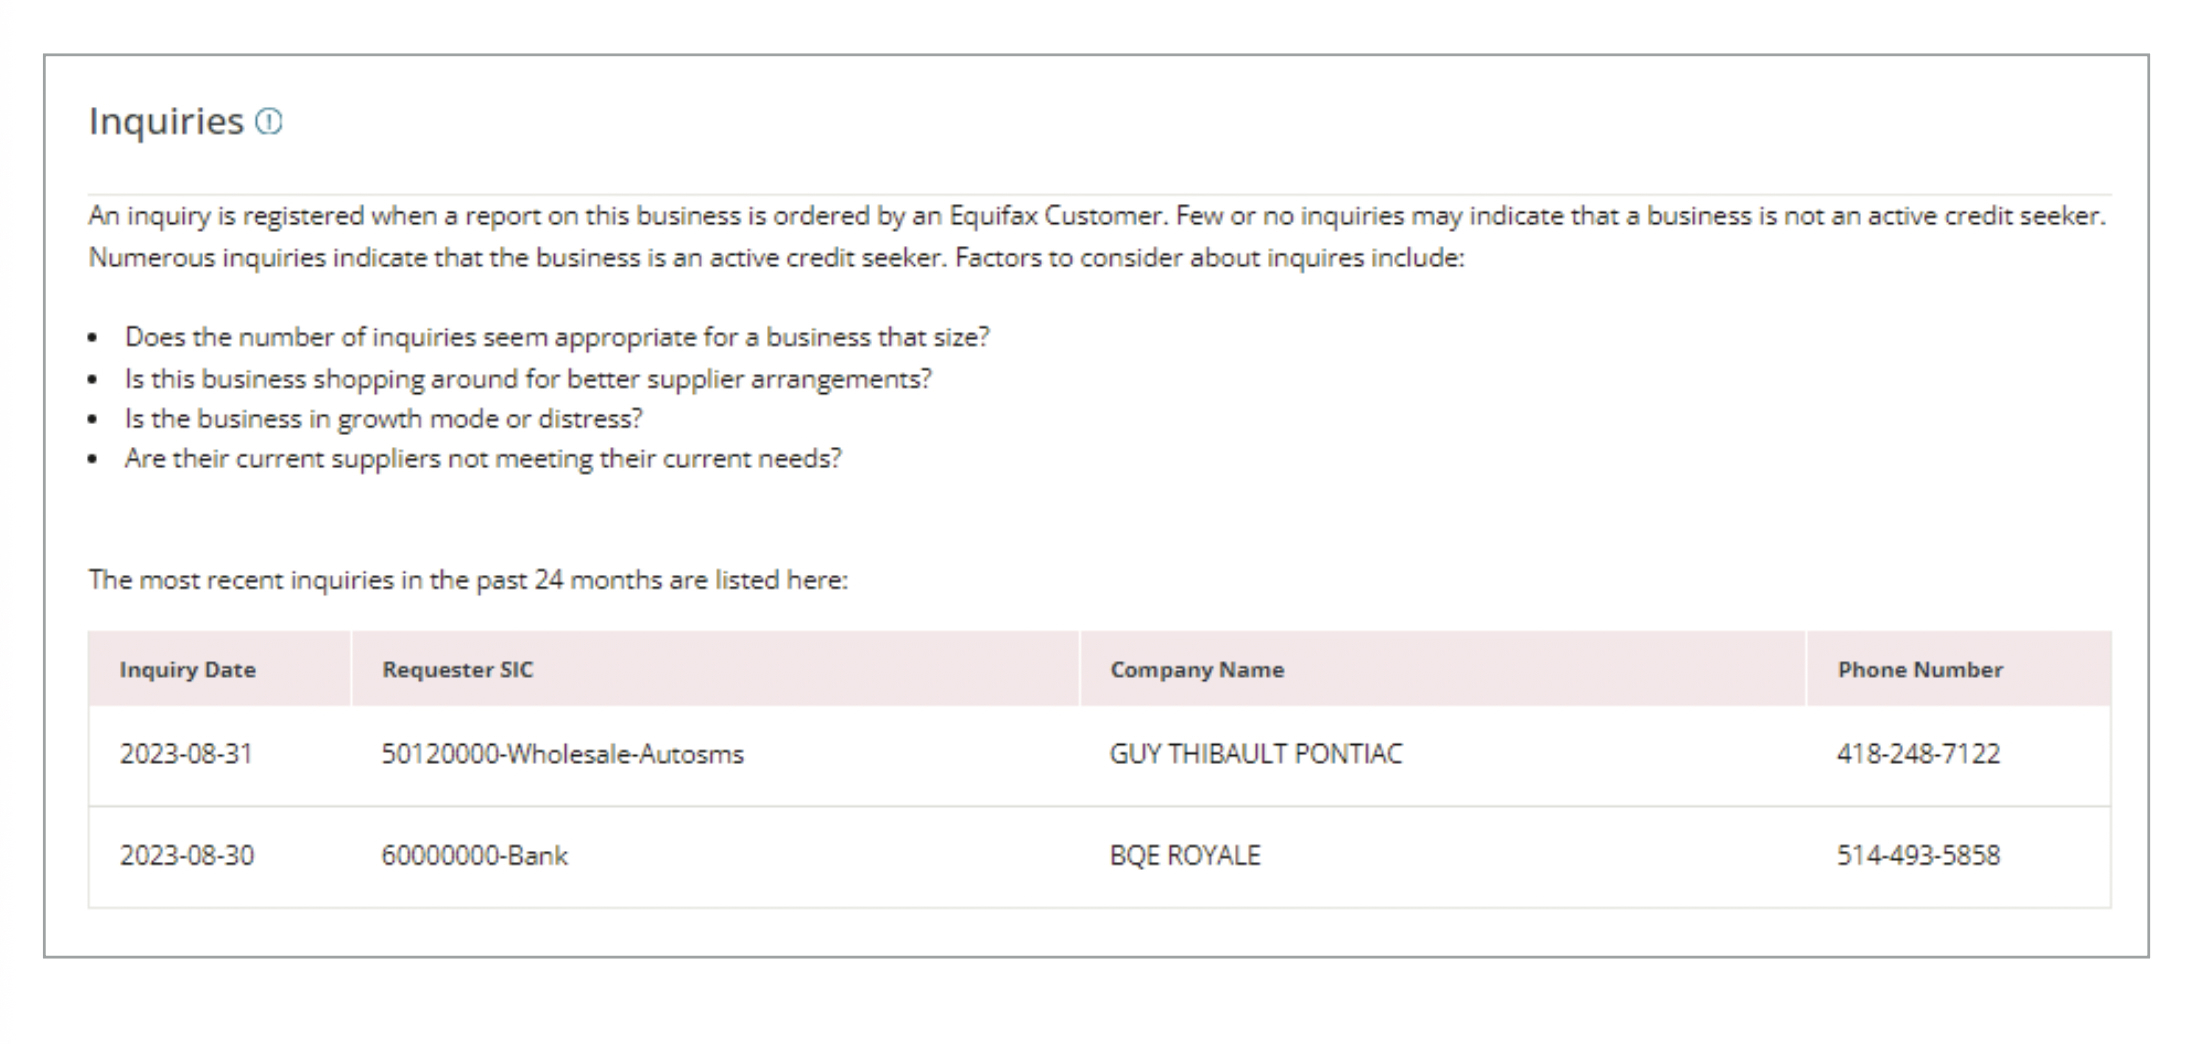 Inquiries
An inquiry is registered when a report on this business is ordered by an Equifax Customer. Few or no inquiries may indicate that a business is not an active credit seeker.
Numerous inquiries indicate that the business is an active credit seeker. Factors to consider about inquires include:
• Does the number of inquiries seem appropriate for a business that size?
• Is this business shopping around for better supplier arrangements?
• Is the business in growth mode or distress?
• Are their current suppliers not meeting their current needs?
The most recent inquiries in the past 24 months are listed here:
Inquiry Date Requester SIC Company Name Phone Number
2023-08-31 50120000-Wholesale-Autosms GUY THIBAULT PONTIAC 418-248-7122
2023-08-30 60000000-Bank BQE ROYALE 514-493-5858